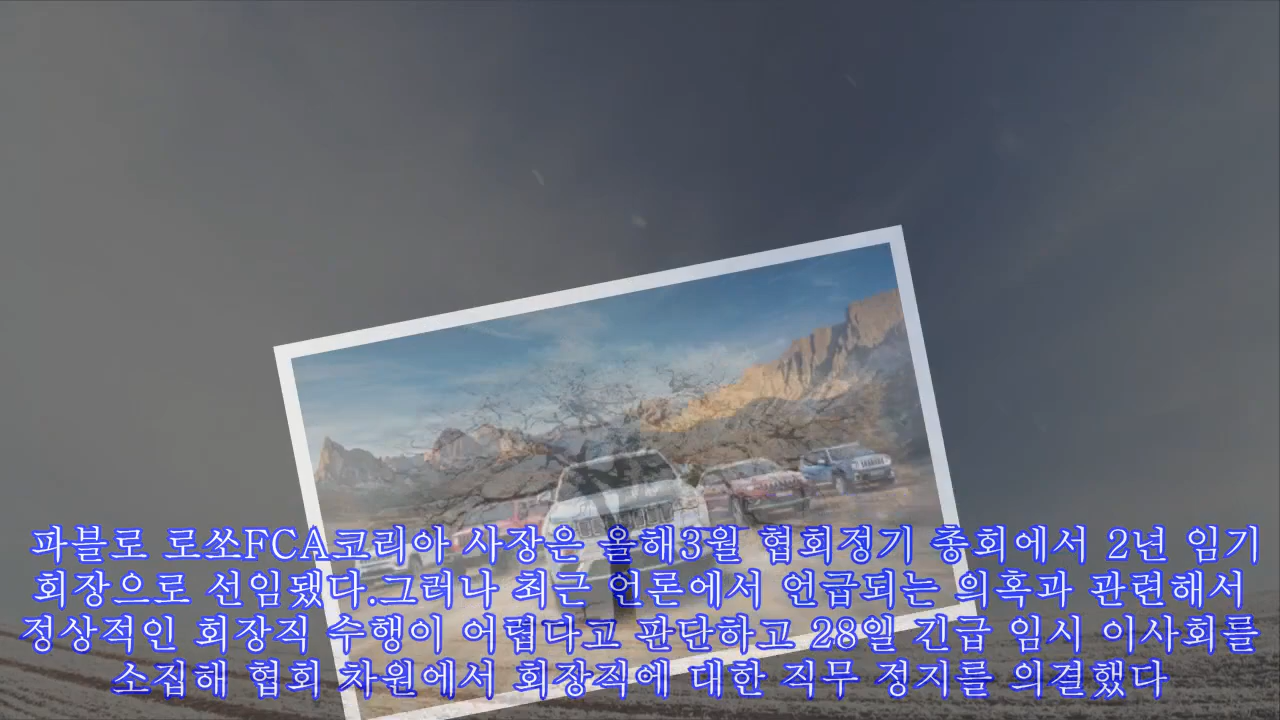 파블로 로쏘FCA코리아 사장은 올해3월 협회정기 총회에서 2년 임기
회장으로 선임됐다.그러나 최근 언론에서 언급되는 의혹과 관련해서
정상적인 회장직 수행이 어렵다고 판단하고 28일 긴급 임시 이사회를
소집해 협회 차원에서 회장직에 대한 직무 정지를 의결했다